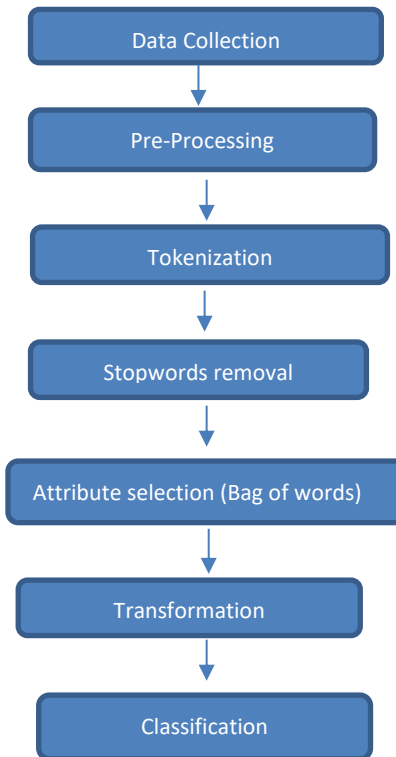 Data Collection
Pre-Processing
Tokenization
Stopwords removal
Attribute selection (Bag of words)
Transformation
Classification